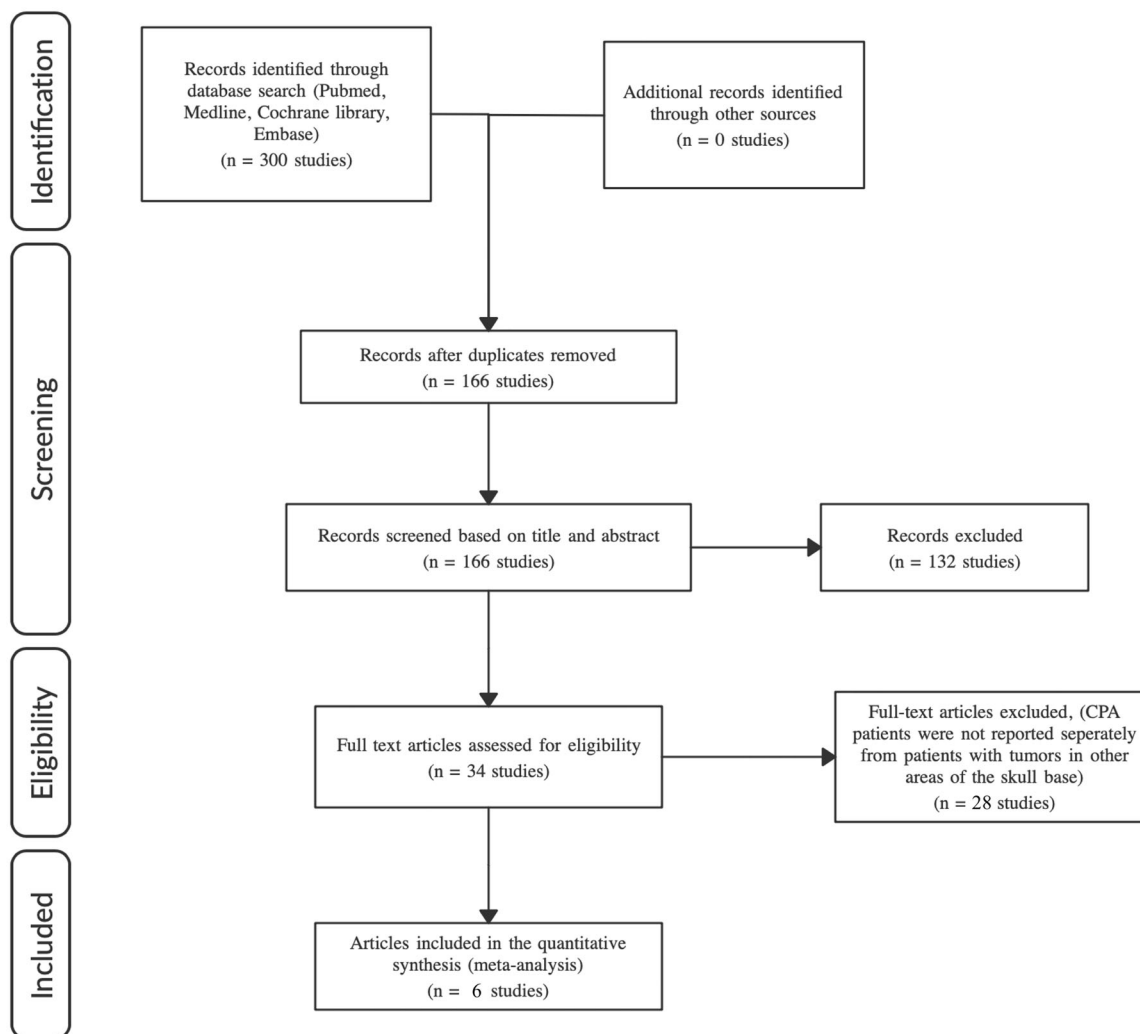 Identification
Records identified through
database search (Pubmed,
Medline, Cochrane library,
Embase)
(n = 300 studies)
Additional records identified
through other sources
(n = 0 studies)
Screening
Records after duplicates removed
(n = 166 studies)
Records screened based on title and abstract
(n = 166 studies)
Records excluded
(n = 132 studies)
Eligibility
Full text articles assessed for eligibility
(n = 34 studies)
Full-text articles excluded, (CPA
patients were not reported seperately
from patients with tumors in other
areas of the skull base)
(n = 28 studies)
Included
Articles included in the quantitative
synthesis (meta-analysis)
(n = 6 studies)